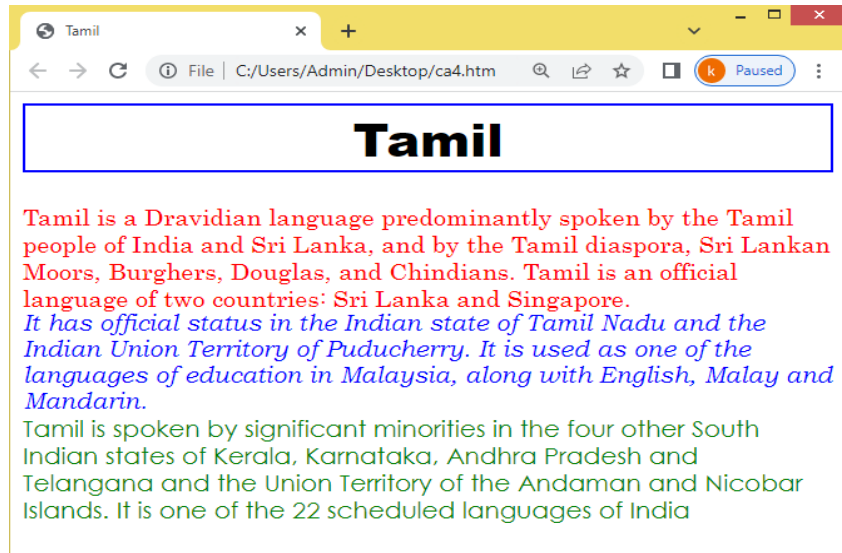 Tamil
File C:/Users/Admin/Desktop/ca4.htm k Paused
Tamil
Tamil is a Dravidian language predominantly spoken by the Tamil
people of India and Sri Lanka, and by the Tamil diaspora, Sri Lankan
Moors, Burghers, Douglas, and Chindians. Tamil is an official
language of two countries: Sri Lanka and Singapore.
It has official status in the Indian state of Tamil Nadu and the
Indian Union Territory of Puducherry. It is used as one of the
languages of education in Malaysia, along with English, Malay and
Mandarin.
Tamil is spoken by significant minorities in the four other South
Indian states of Kerala, Karnataka, Andhra Pradesh and
Telangana and the Union Territory of the Andaman and Nicobar
Islands. It is one of the 22 scheduled languages of India